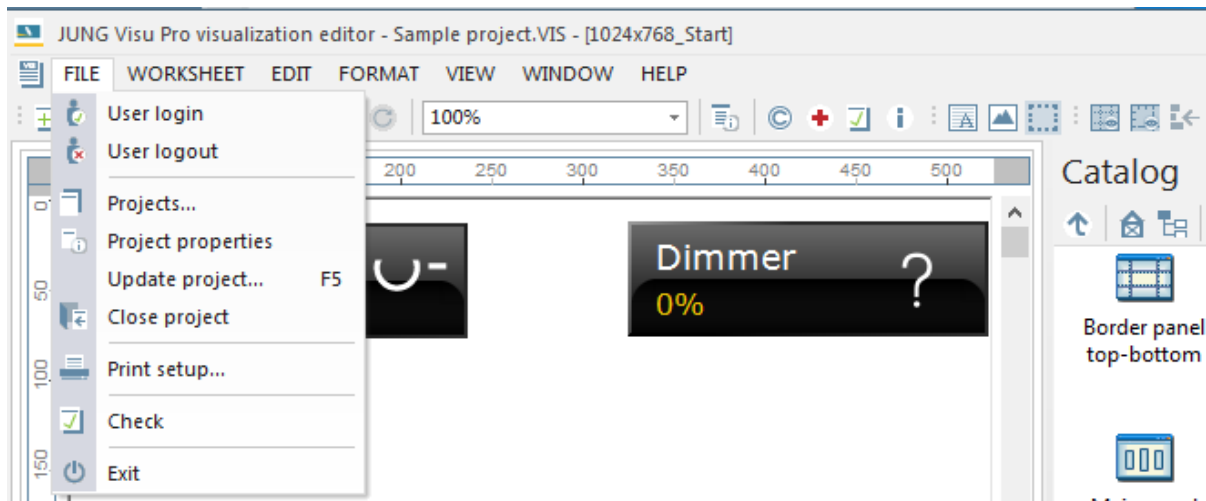 JUNG Visu Pro visualization editor - Sample project.VIS - [1024x768_Start]
FILE WORKSHEET EDIT FORMAT VIEW WINDOW HELP
User login
100%
User logout
200 250 300 350 400 450 500
Catalog
Projects...
0
Project properties
Dimmer
?
Update project... F5
0%
50
Close project
Border panel
top-bottom
Print setup...
100
Check
150
Exit